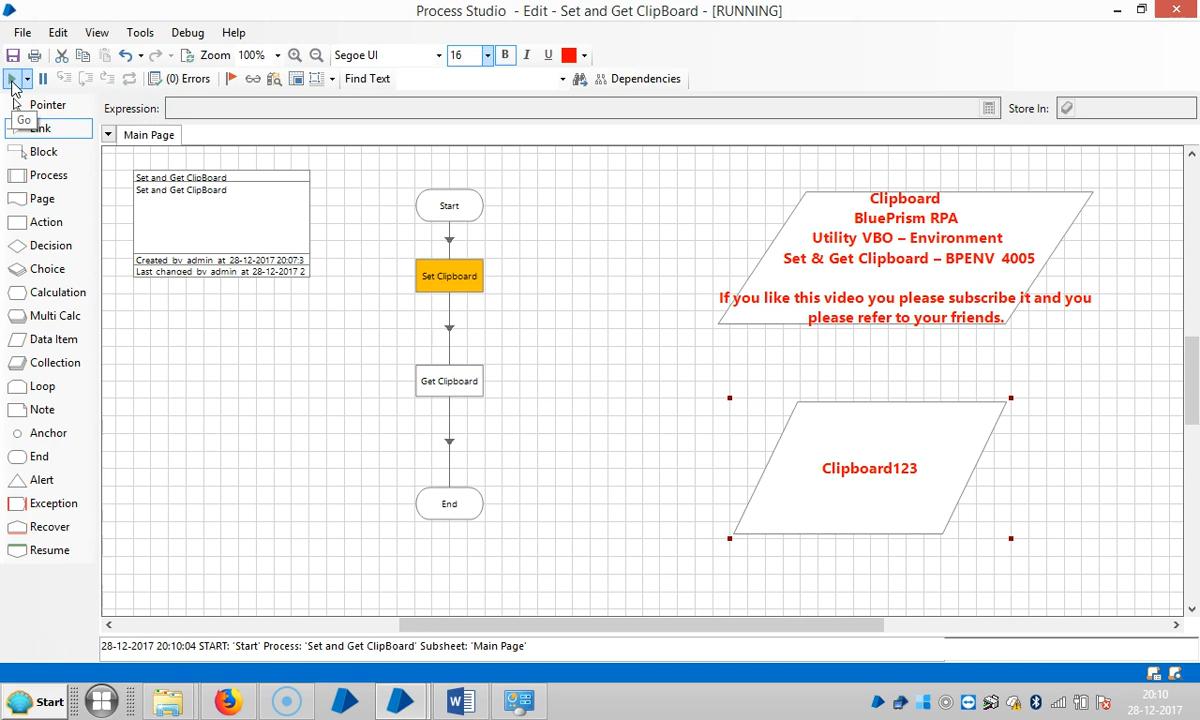 Process Studio - Edit - Set and Get ClipBoard - [RUNNING]
File Edit View Tools Debug Help
Zoom 100% Segoe UI 16 B I U
(0) Errors Find Text Dependencies
Pointer
Go
Link
Block
Process
Page
Action
Decision
Choice
Calculation
Multi Calc
Data Item
Collection
Loop
Note
Anchor
End
Alert
Exception
Recover
Resume
Expression: Store In:
Main Page
Set and Get ClipBoard
Set and Get ClipBoard
Created by admin at 28-12-2017 20:07:3
Last changed by admin at 28-12-2017 2
Start
Set Clipboard
Get Clipboard
End
Clipboard
BluePrism RPA
Utility VBO – Environment
Set & Get Clipboard – BPENV 4005
If you like this video you please subscribe it and you
please refer to your friends.
Clipboard123
28-12-2017 20:10:04 START: 'Start' Process: 'Set and Get ClipBoard' Subsheet: 'Main Page'
Start
20:10
28-12-2017